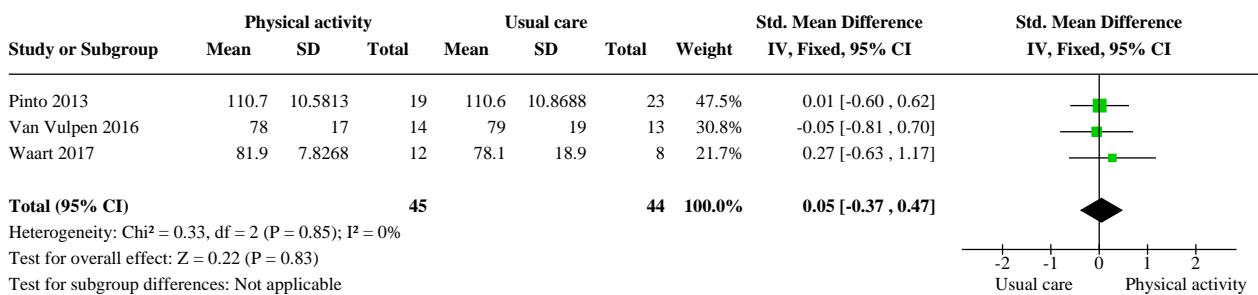 Physical activity Usual care Std. Mean Difference Std. Mean Difference
Study or Subgroup Mean SD Total Mean SD Total Weight IV, Fixed, 95% CI IV, Fixed, 95% CI
Pinto 2013 110.7 10.5813 19 110.6 10.8688 23 47.5% 0.01 [-0.60 , 0.62]
Van Vulpen 2016 78 17 14 79 19 13 30.8% -0.05 [-0.81 , 0.70]
Waart 2017 81.9 7.8268 12 78.1 18.9 8 21.7% 0.27 [-0.63 , 1.17]
Total (95% CI) 45 44 100.0% 0.05 [-0.37 , 0.47]
Heterogeneity: Chi² = 0.33, df = 2 (P = 0.85); I² = 0%
Test for overall effect: Z = 0.22 (P = 0.83)
-2 -1 0 1 2
Test for subgroup differences: Not applicable Usual care Physical activity